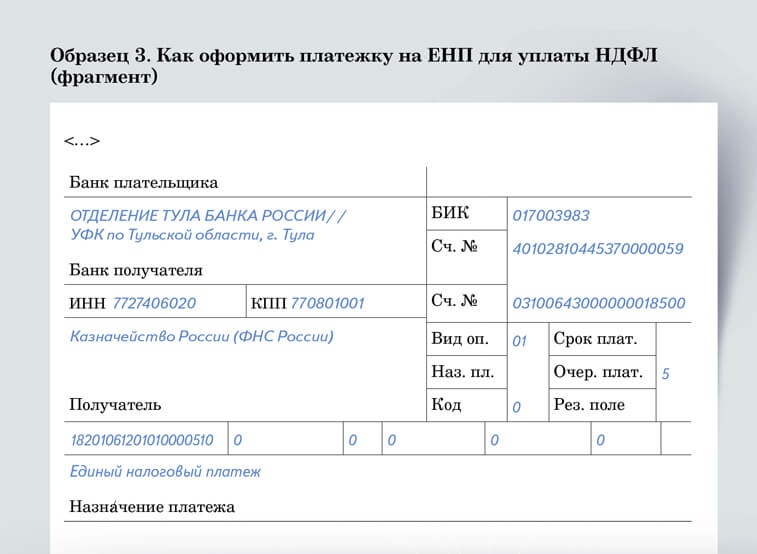 Образец 3. Как оформить платежку на ЕНП для уплаты НДФЛ
(фрагмент)
<...>
Банк плательщика
ОТДЕЛЕНИЕ ТУЛА БАНКА РОССИИ//
УФК по Тульской области, г. Тула
БИК 017003983
Сч. № 40102810445370000059
Банк получателя
ИНН 7727406020 КПП 770801001 Сч. № 03100643000000018500
Казначейство России (ФНС России) Вид оп. 01 Срок плат.
Наз. пл. Очер. плат. 5
Получатель Код 0 Рез. поле
18201061201010000510 0 0 0 0 0
Единый налоговый платеж
Назначение платежа